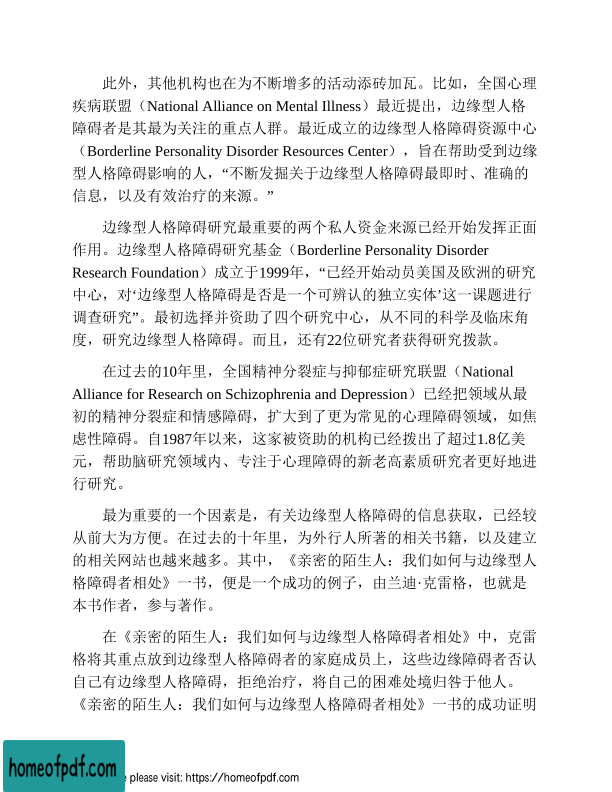 此外，其他机构也在为不断增多的活动添砖加瓦。比如，全国心理
疾病联盟（National Alliance on Mental Illness）最近提出，边缘型人格
障碍者是其最为关注的重点人群。最近成立的边缘型人格障碍资源中心
（Borderline Personality Disorder Resources Center），旨在帮助受到边缘
型人格障碍影响的人，“不断发掘关于边缘型人格障碍最即时、准确的
信息，以及有效治疗的来源。”
边缘型人格障碍研究最重要的两个私人资金来源已经开始发挥正面
作用。边缘型人格障碍研究基金（Borderline Personality Disorder
Research Foundation）成立于1999年，“已经开始动员美国及欧洲的研究
中心，对‘边缘型人格障碍是否是一个可辨认的独立实体’这一课题进行
调查研究”。最初选择并资助了四个研究中心，从不同的科学及临床角
度，研究边缘型人格障碍。而且，还有22位研究者获得研究拨款。
在过去的10年里，全国精神分裂症与抑郁症研究联盟（National
Alliance for Research on Schizophrenia and Depression）已经把领域从最
初的精神分裂症和情感障碍，扩大到了更为常见的心理障碍领域，如焦
虑性障碍。自1987年以来，这家被资助的机构已经拨出了超过1.8亿美
元，帮助脑研究领域内、专注于心理障碍的新老高素质研究者更好地进
行研究。
最为重要的一个因素是，有关边缘型人格障碍的信息获取，已经较
从前大为方便。在过去的十年里，为外行人所著的相关书籍，以及建立
的相关网站也越来越多。其中，《亲密的陌生人：我们如何与边缘型人
格障碍者相处》一书，便是一个成功的例子，由兰迪·克雷格，也就是
本书作者，参与著作。
在《亲密的陌生人：我们如何与边缘型人格障碍者相处》中，克雷
格将其重点放到边缘型人格障碍者的家庭成员上，这些边缘障碍者否认
自己有边缘型人格障碍，拒绝治疗，将自己的困难处境归咎于他人。
《亲密的陌生人：我们如何与边缘型人格障碍者相处》一书的成功证明
homeofpdf.com
please visit: https://homeofpdf.com